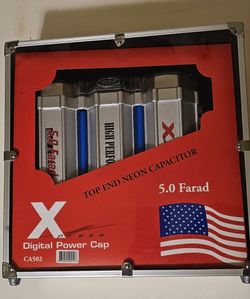 5.0 Farad
HIGH PERFO
X
TOP END NEON CAPACITOR
5.0 Farad
X
Digital Power Cap
CA502